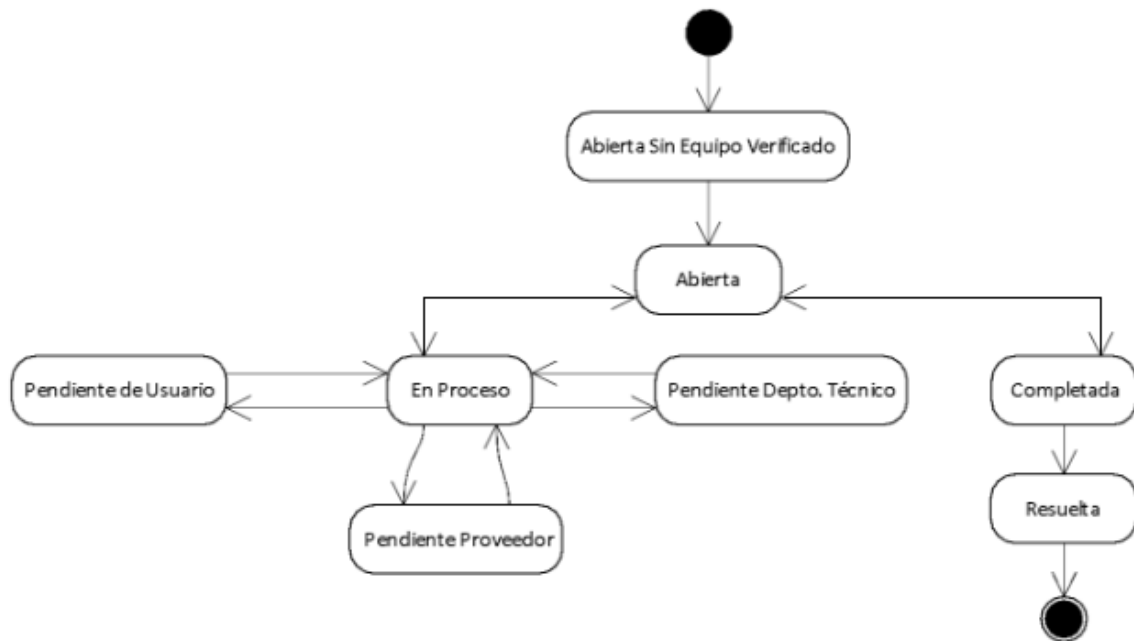 Abierta Sin Equipo Verificado
Abierta
Pendiente de Usuario
En Proceso
Pendiente Depto. Técnico
Completada
Resuelta
Pendiente Proveedor